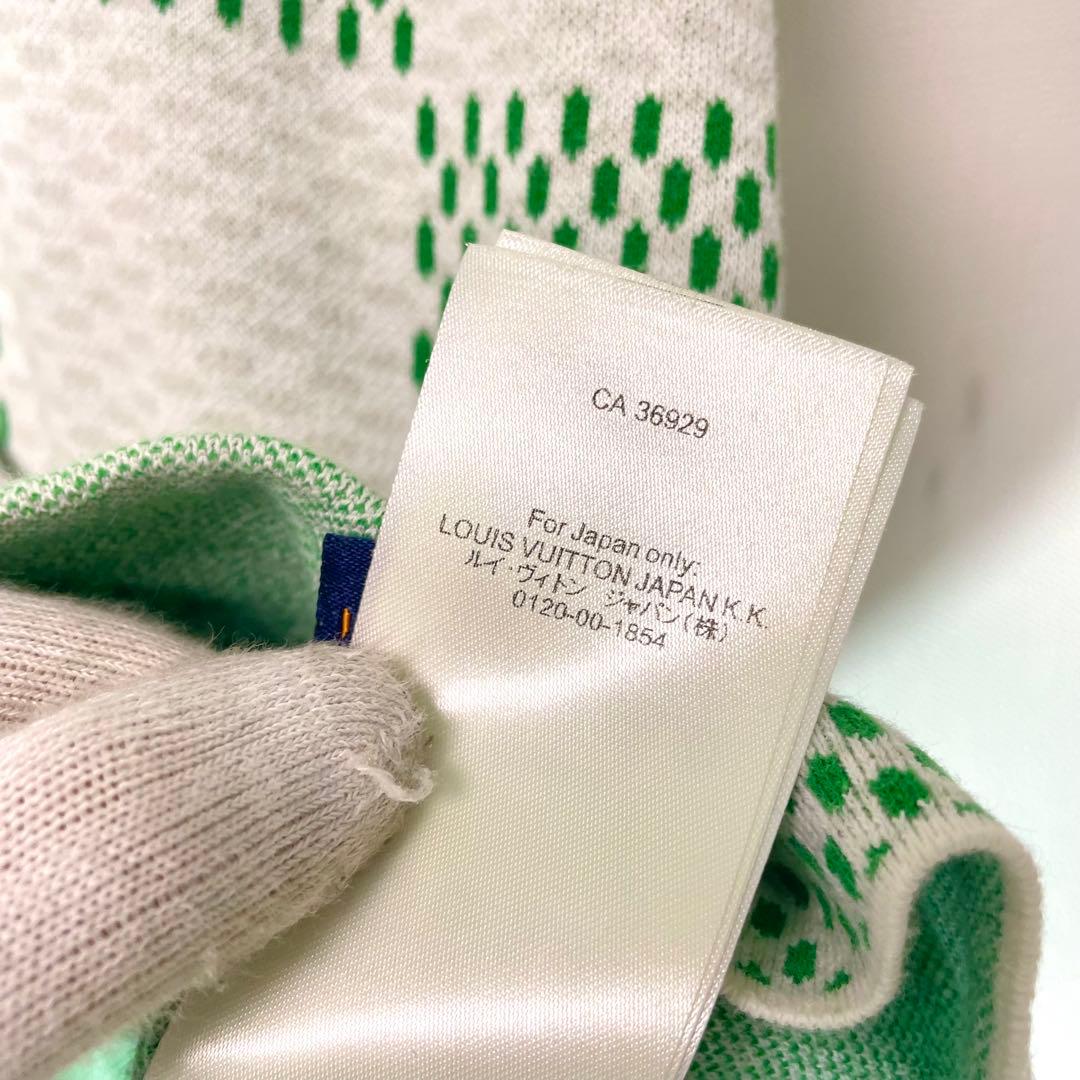 CA 36929
For Japan only:
LOUIS VUITTON JAPAN K.K.
ルイ・ヴィトン ジャパン(株)
0120-00-1854